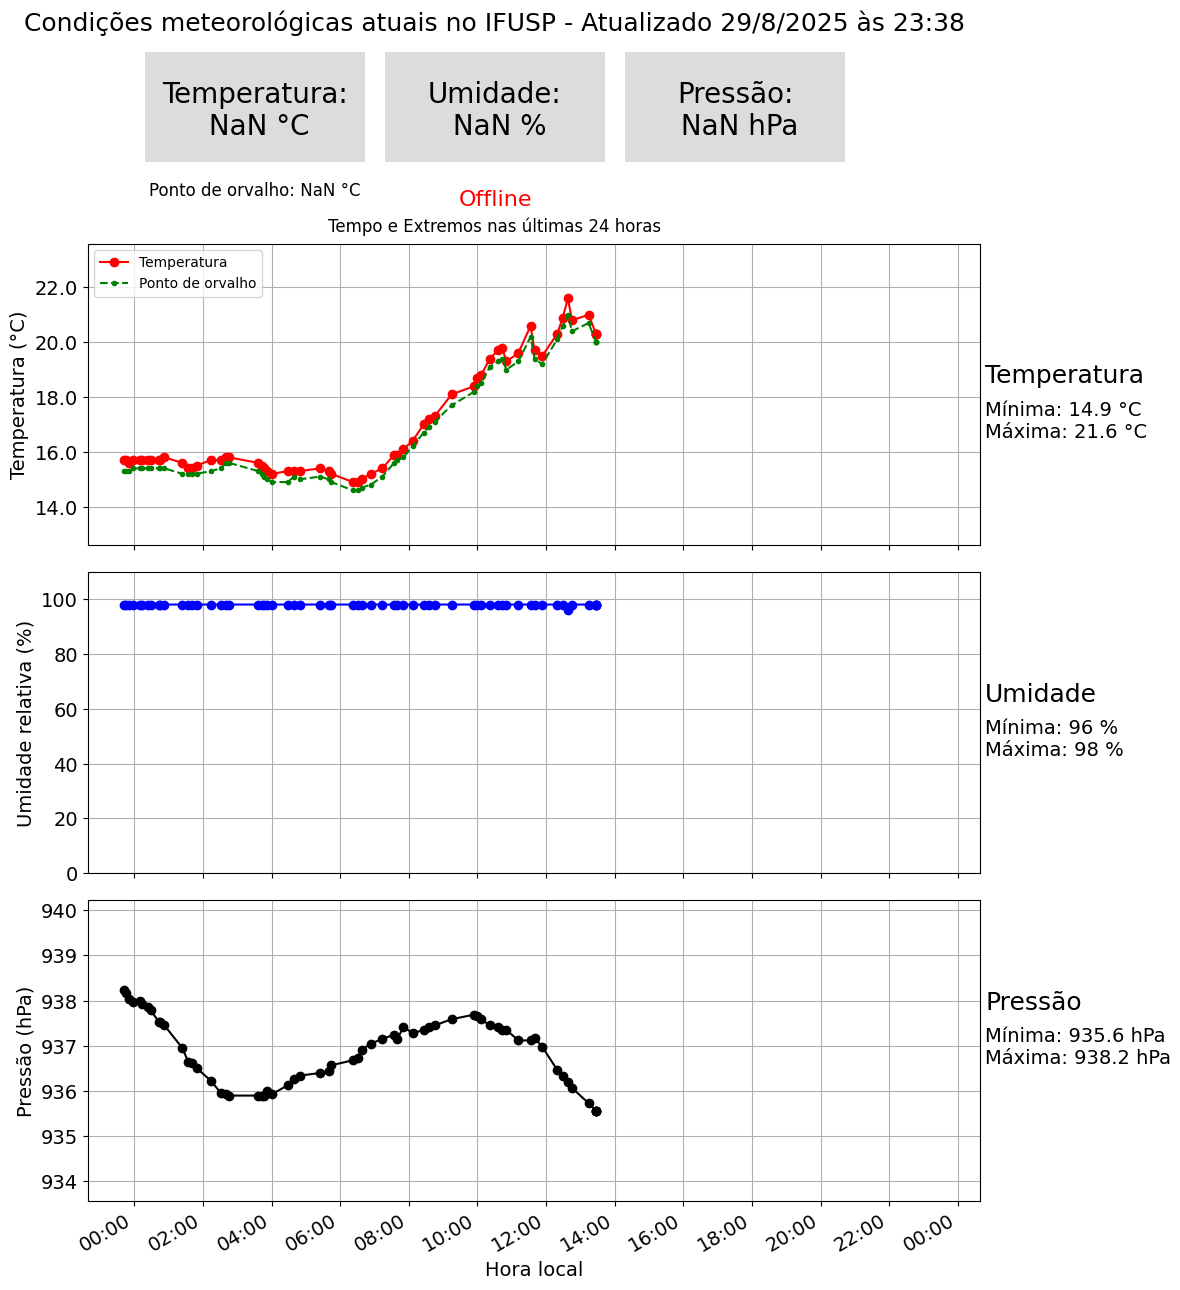 Condições meteorológicas atuais no IFUSP - Atualizado 29/8/2025 às 23:38
Temperatura:
NaN °C
Umidade:
NaN %
Pressão:
NaN hPa
Ponto de orvalho: NaN °C
Offline
Tempo e Extremos nas últimas 24 horas
Temperatura
Ponto de orvalho
Temperatura (°C)
22.0
20.0
18.0
16.0
14.0
Temperatura
Mínima: 14.9 °C
Máxima: 21.6 °C
Umidade relativa (%)
100
80
60
40
20
0
Umidade
Mínima: 96 %
Máxima: 98 %
Pressão (hPa)
940
939
938
937
936
935
934
Pressão
Mínima: 935.6 hPa
Máxima: 938.2 hPa
00:00
02:00
04:00
06:00
08:00
10:00
12:00
14:00
16:00
18:00
20:00
22:00
00:00
Hora local